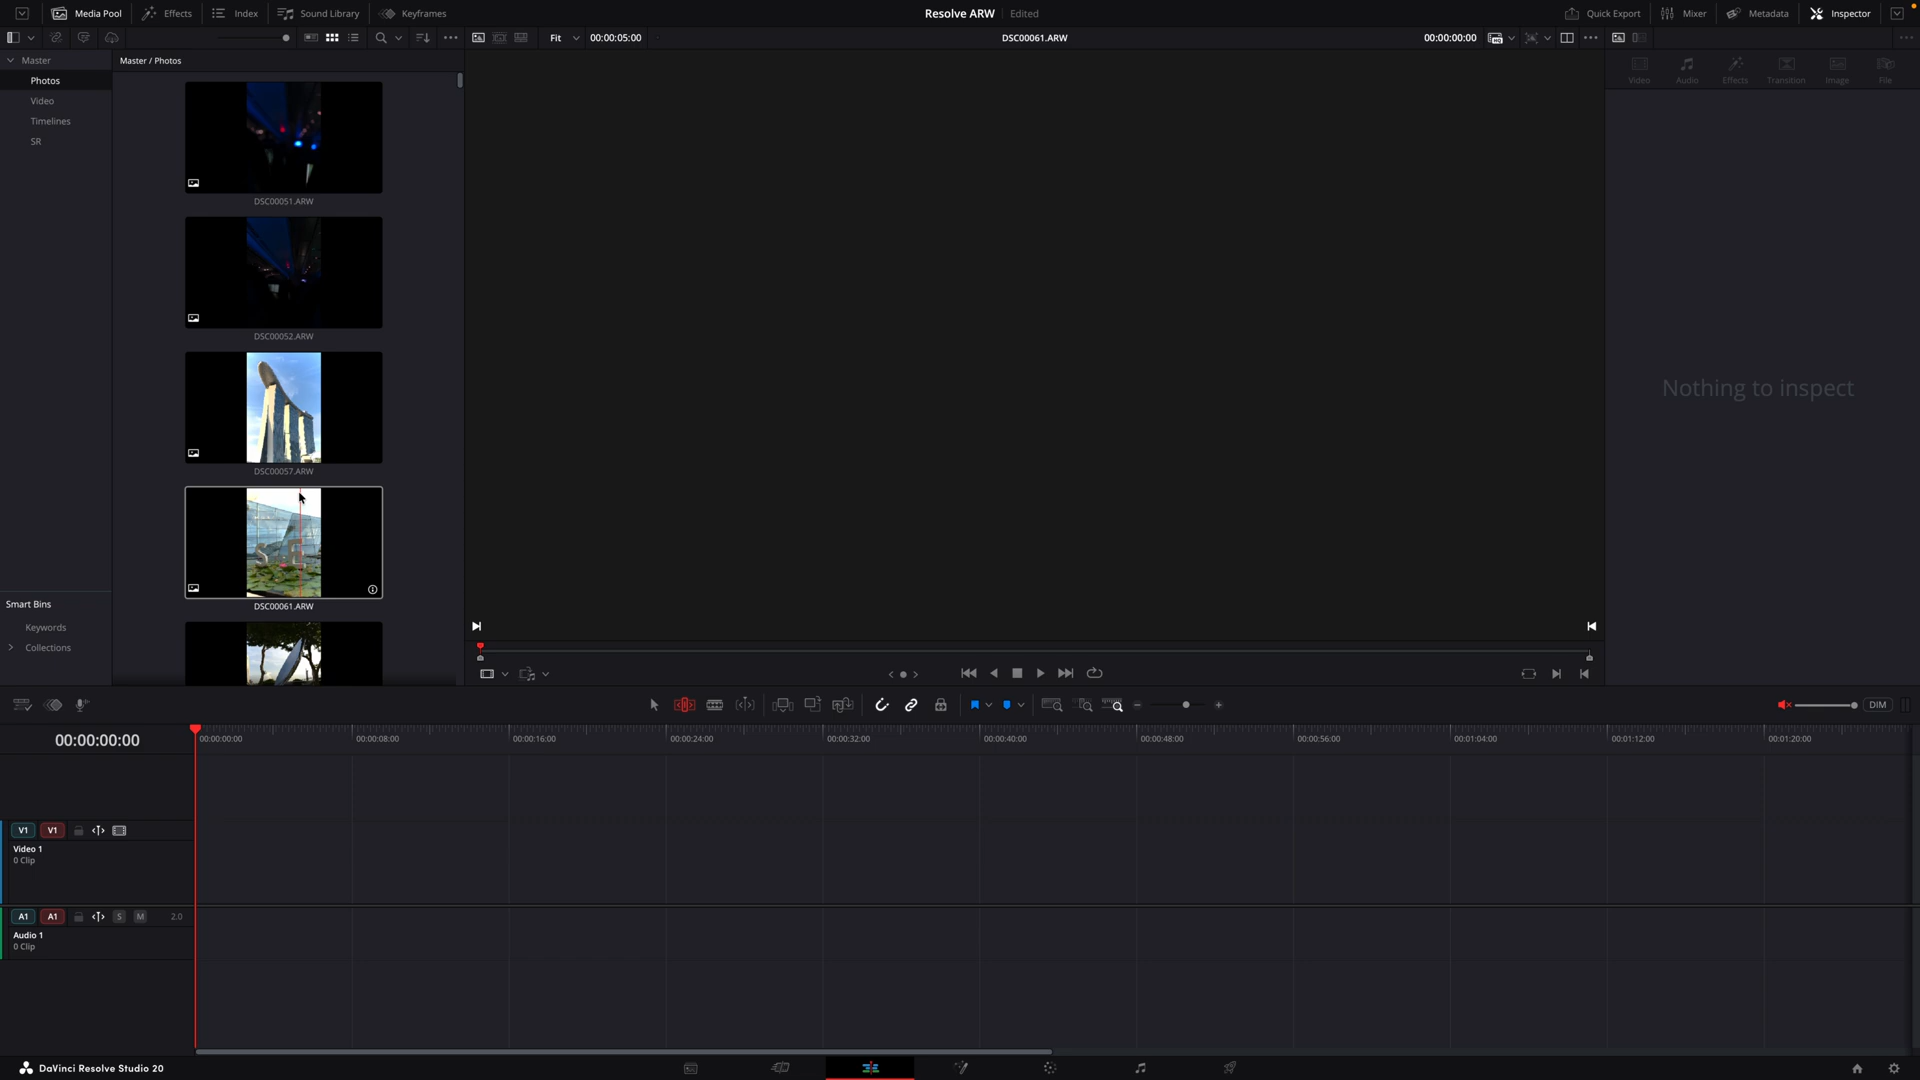 Media Pool Effects Index Sound Library Keyframes Resolve ARW Edited Quick Export Mixer Metadata Inspector
Fit 00:00:05:00 DSC00061.ARW 00:00:00:00
Master Master / Photos
Photos
Video
Timelines
SR
Video Audio Effects Transition Image File
DSC00051.ARW
DSC00052.ARW
Nothing to inspect
DSC00057.ARW
DSC00061.ARW
Smart Bins
Keywords
Collections
DIM
00:00:00:00 00:00:00:00 00:00:08:00 00:00:16:00 00:00:24:00 00:00:32:00 00:00:40:00 00:00:48:00 00:00:56:00 00:01:04:00 00:01:12:00 00:01:20:00
V1 V1
Video 1
0 Clip
A1 A1 S M 2.0
Audio 1
0 Clip
DaVinci Resolve Studio 20